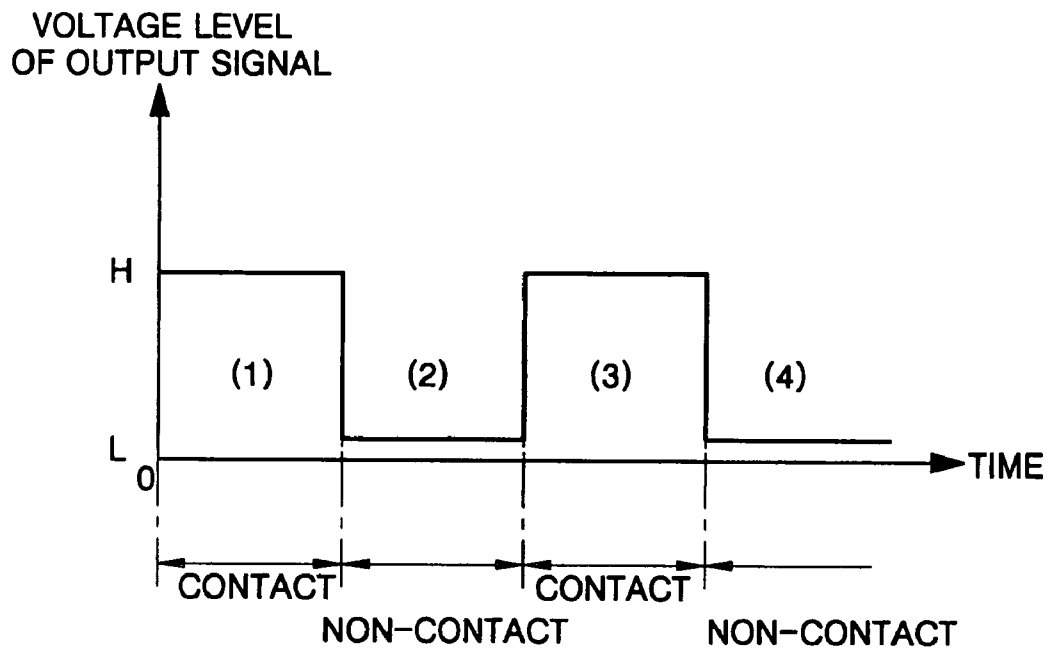 VOLTAGE LEVEL
OF OUTPUT SIGNAL
H
(1) (2) (3) (4)
L
0
TIME
CONTACT CONTACT
NON-CONTACT NON-CONTACT